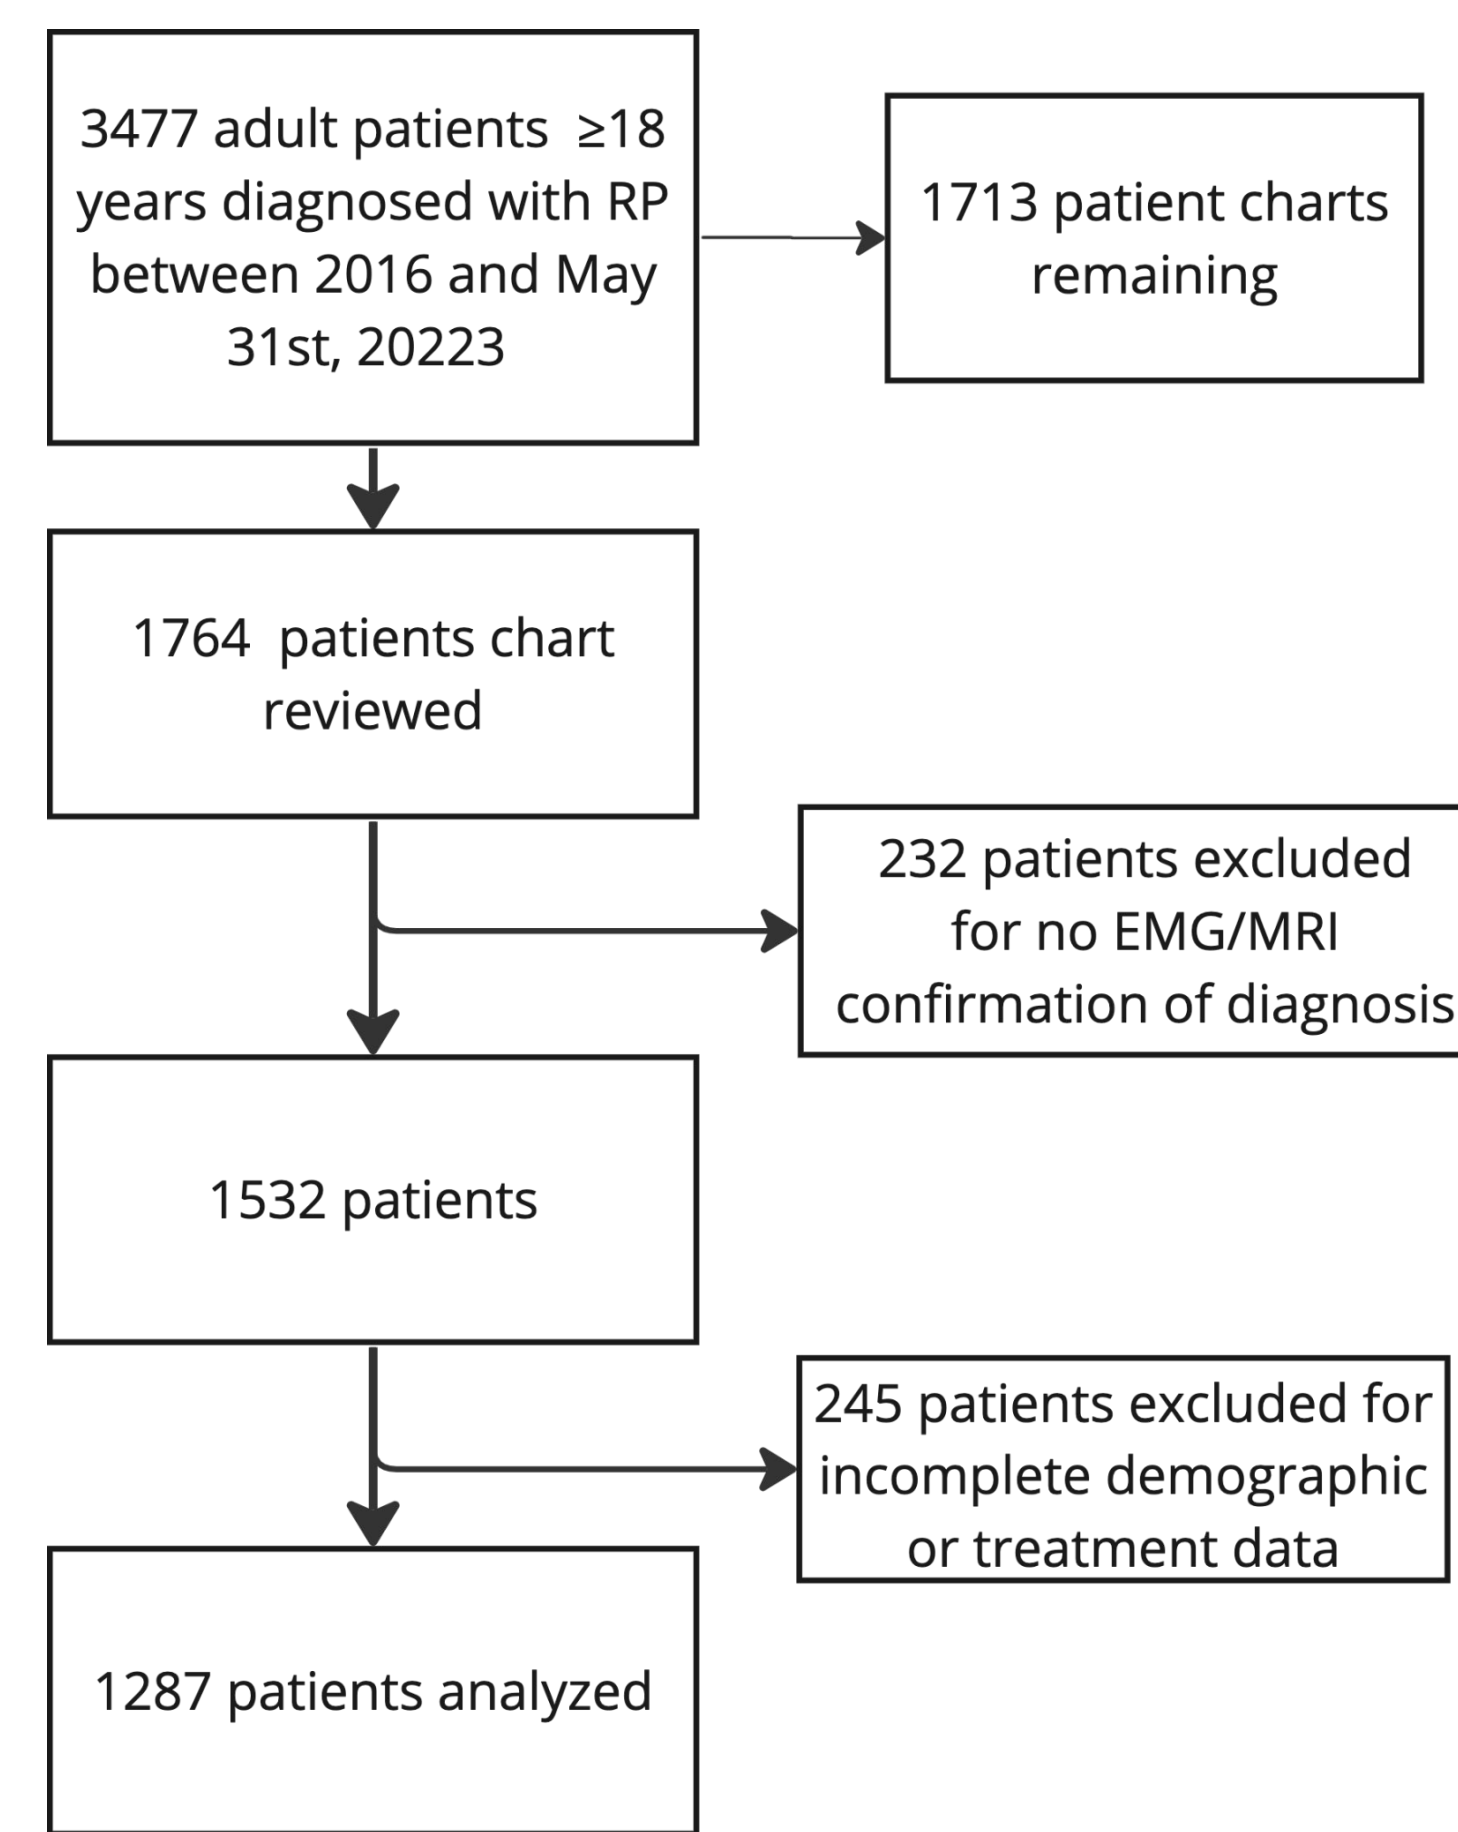 3477 adult patients  ≥18
years diagnosed with RP
between 2016 and May
31st, 20223
1713 patient charts
remaining
1764  patients chart
reviewed
232 patients excluded
for no EMG/MRI
confirmation of diagnosis
1532 patients
245 patients excluded for
incomplete demographic
or treatment data
1287 patients analyzed